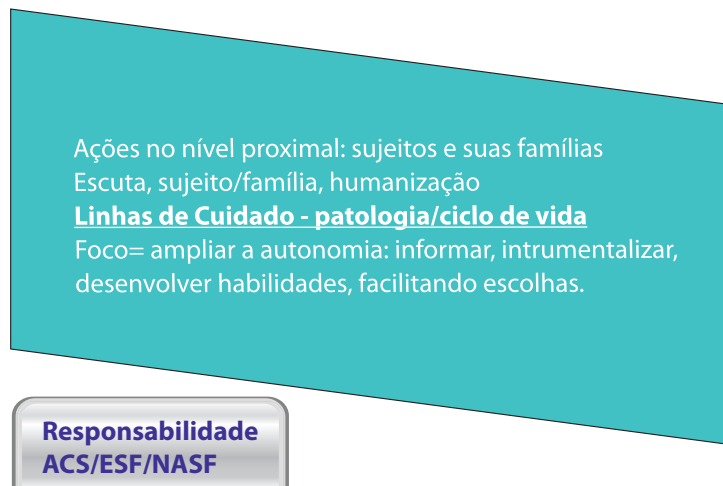 Ações no nível proximal: sujeitos e suas famílias
Escuta, sujeito/família, humanização
Linhas de Cuidado - patologia/ciclo de vida
Foco= ampliar a autonomia: informar, intrumentalizar,
desenvolver habilidades, facilitando escolhas.
Responsabilidade
ACS/ESF/NASF